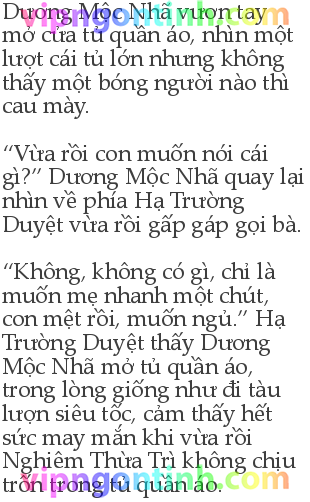 Dương Mộc Nhã vươn tay
mở cửa tủ quần áo, nhìn một
lượt cái tủ lớn nhưng không
thấy một bóng người nào thì
cau mày.
“Vừa rồi con muốn nói cái
gì?” Dương Mộc Nhã quay lại
nhìn về phía Hạ Trường
Duyệt vừa rồi gấp gáp gọi bà.
“Không, không có gì, chỉ là
muốn mẹ nhanh một chút,
con mệt rồi, muốn ngủ.” Hạ
Trường Duyệt thấy Dương
Mộc Nhã mở tủ quần áo,
trong lòng giống như đi tàu
lượn siêu tốc, cảm thấy hết
sức may mắn khi vừa rồi
Nghiêm Thừa Trì không chịu
trốn trong tủ quần áo.
vipngontinh.com
vipngontinh.com